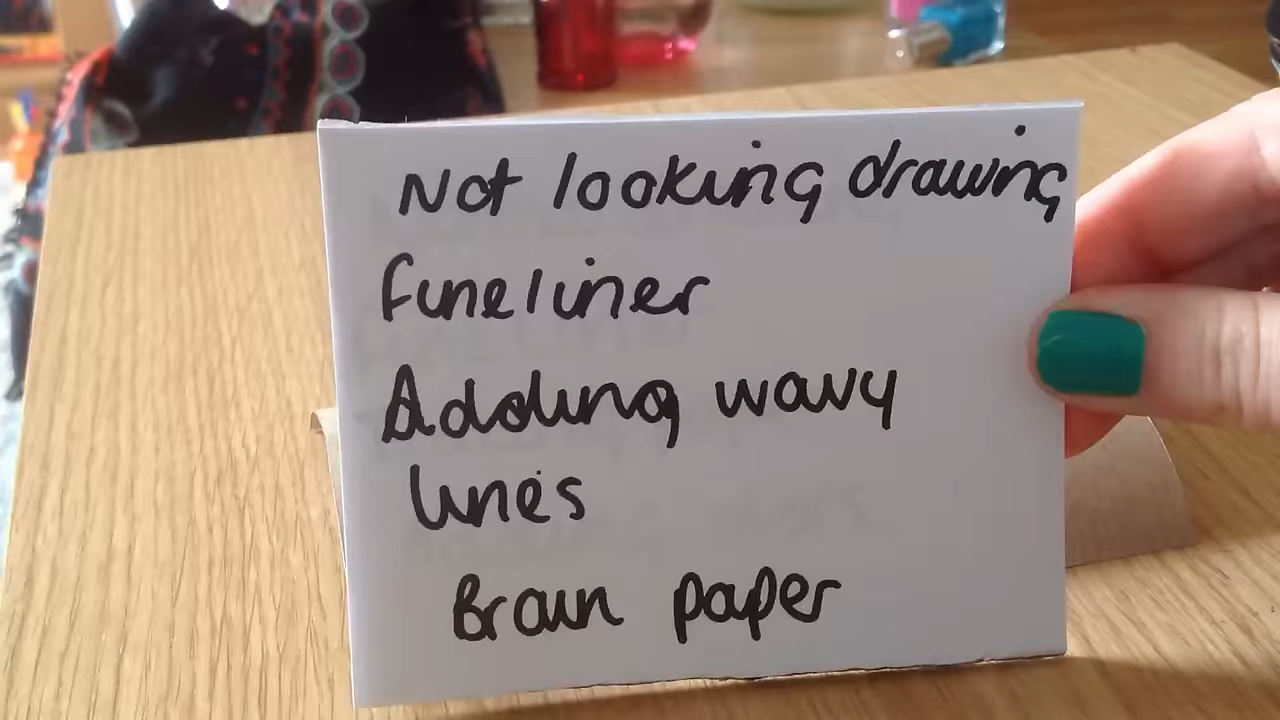 Not looking drawing
fineliner
Adding wavy
lines
Brown paper